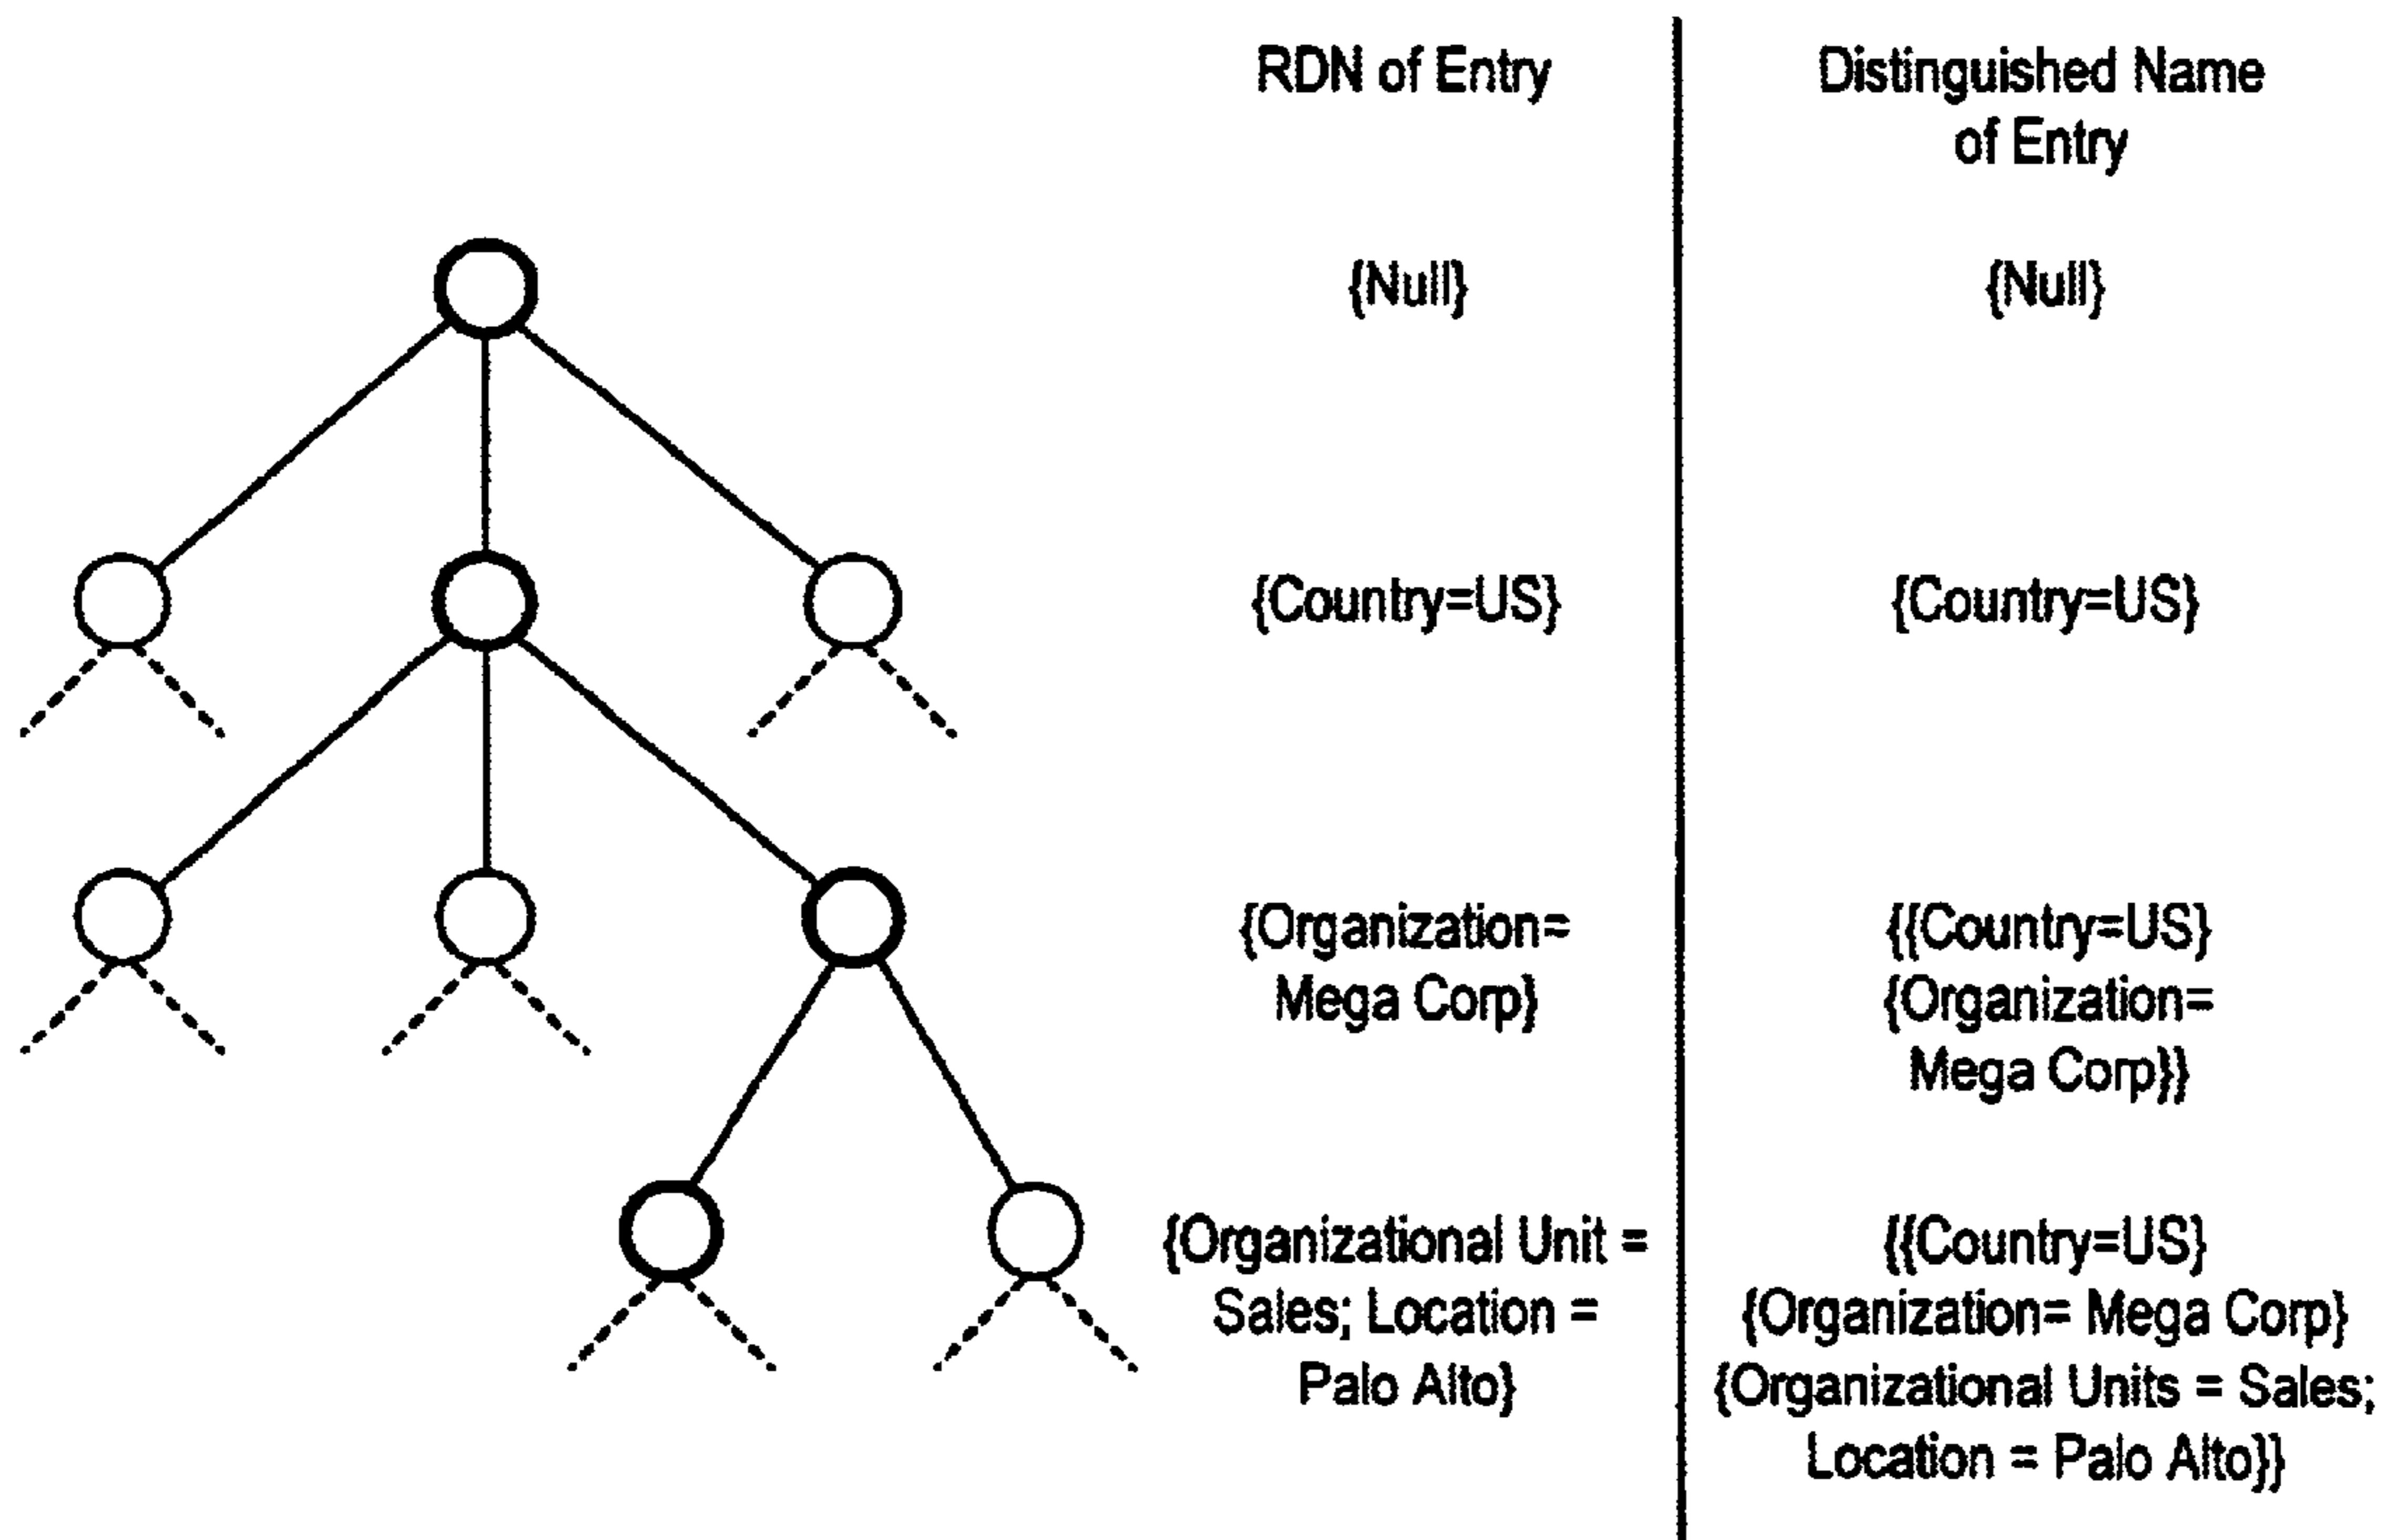 RDN of Entry
Distinguished Name
of Entry
{Null}
{Null}
{Country=US}
{Country=US}
{Organization=
Mega Corp}
{{Country=US}
{Organization=
Mega Corp}}
{Organizational Unit =
Sales; Location =
Palo Alto}
{{Country=US}
{Organization= Mega Corp}
{Organizational Units = Sales;
Location = Palo Alto}}